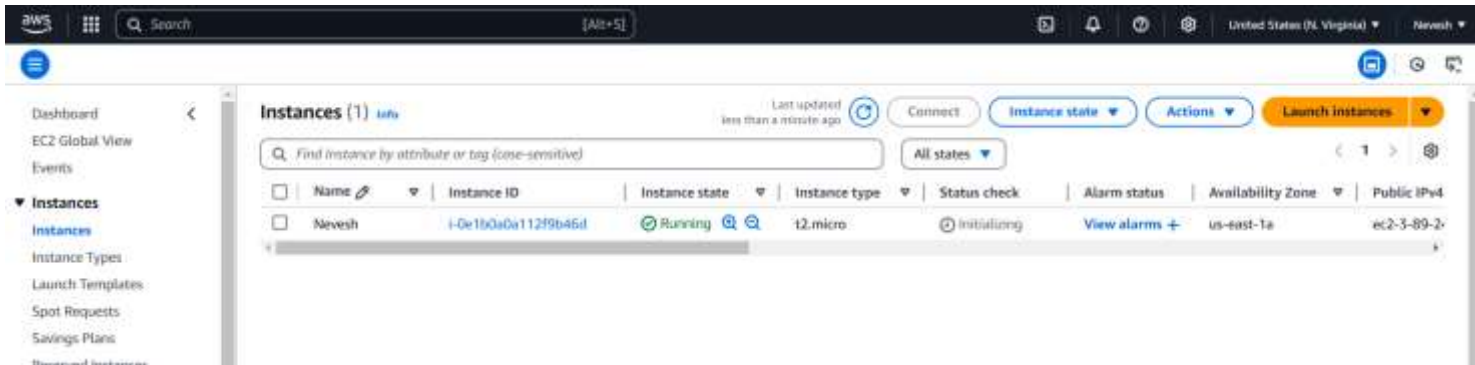 aws
Search [Alt+S] United States (N. Virginia) Nevesh
Dashboard
EC2 Global View
Events
Instances
Instances
Instance Types
Launch Templates
Spot Requests
Savings Plans
Reserved Instances
Instances (1) Info Last updated less than a minute ago Connect Instance state Actions Launch instances
Find Instance by attribute or tag (case-sensitive) All states 1
Name Instance ID Instance state Instance type Status check Alarm status Availability Zone Public IPv4
Nevesh i-0e1b0a0a112f9b46d Running t2.micro Initializing View alarms + us-east-1a ec2-3-89-2